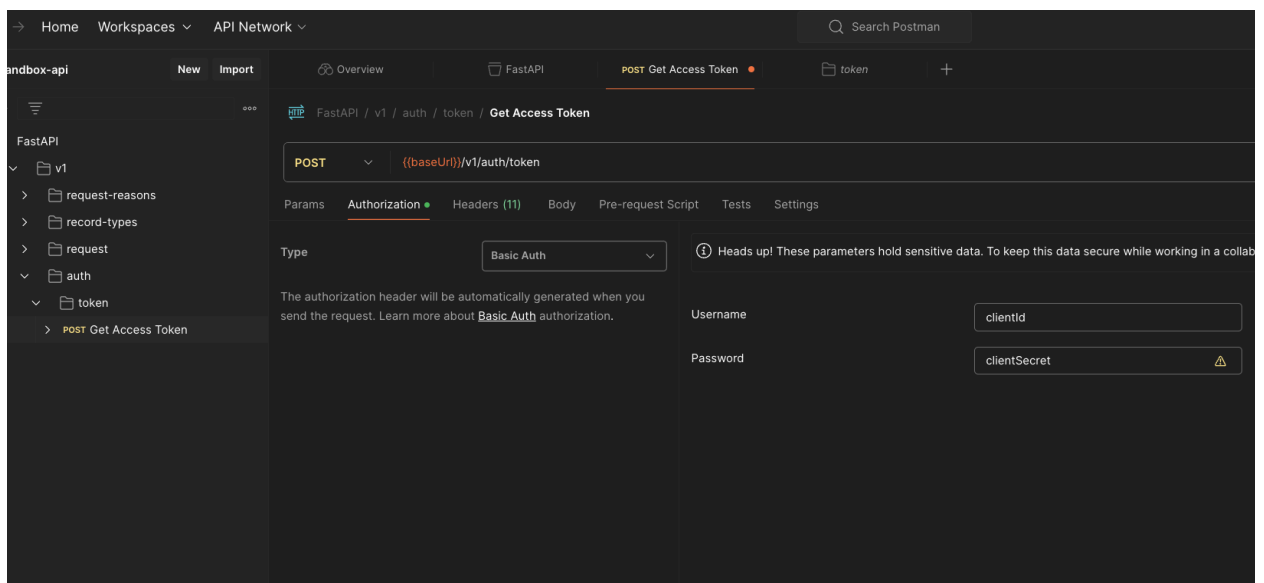 Home Workspaces API Network Search Postman
andbox-api New Import Overview FastAPI POST Get Access Token token
FastAPI / v1 / auth / token / Get Access Token
FastAPI
v1
POST {{baseUrl}}/v1/auth/token
request-reasons
Params Authorization Headers (11) Body Pre-request Script Tests Settings
record-types
request
Type Basic Auth Heads up! These parameters hold sensitive data. To keep this data secure while working in a collab
auth
token
The authorization header will be automatically generated when you
send the request. Learn more about Basic Auth authorization.
Username clientId
POST Get Access Token
Password clientSecret